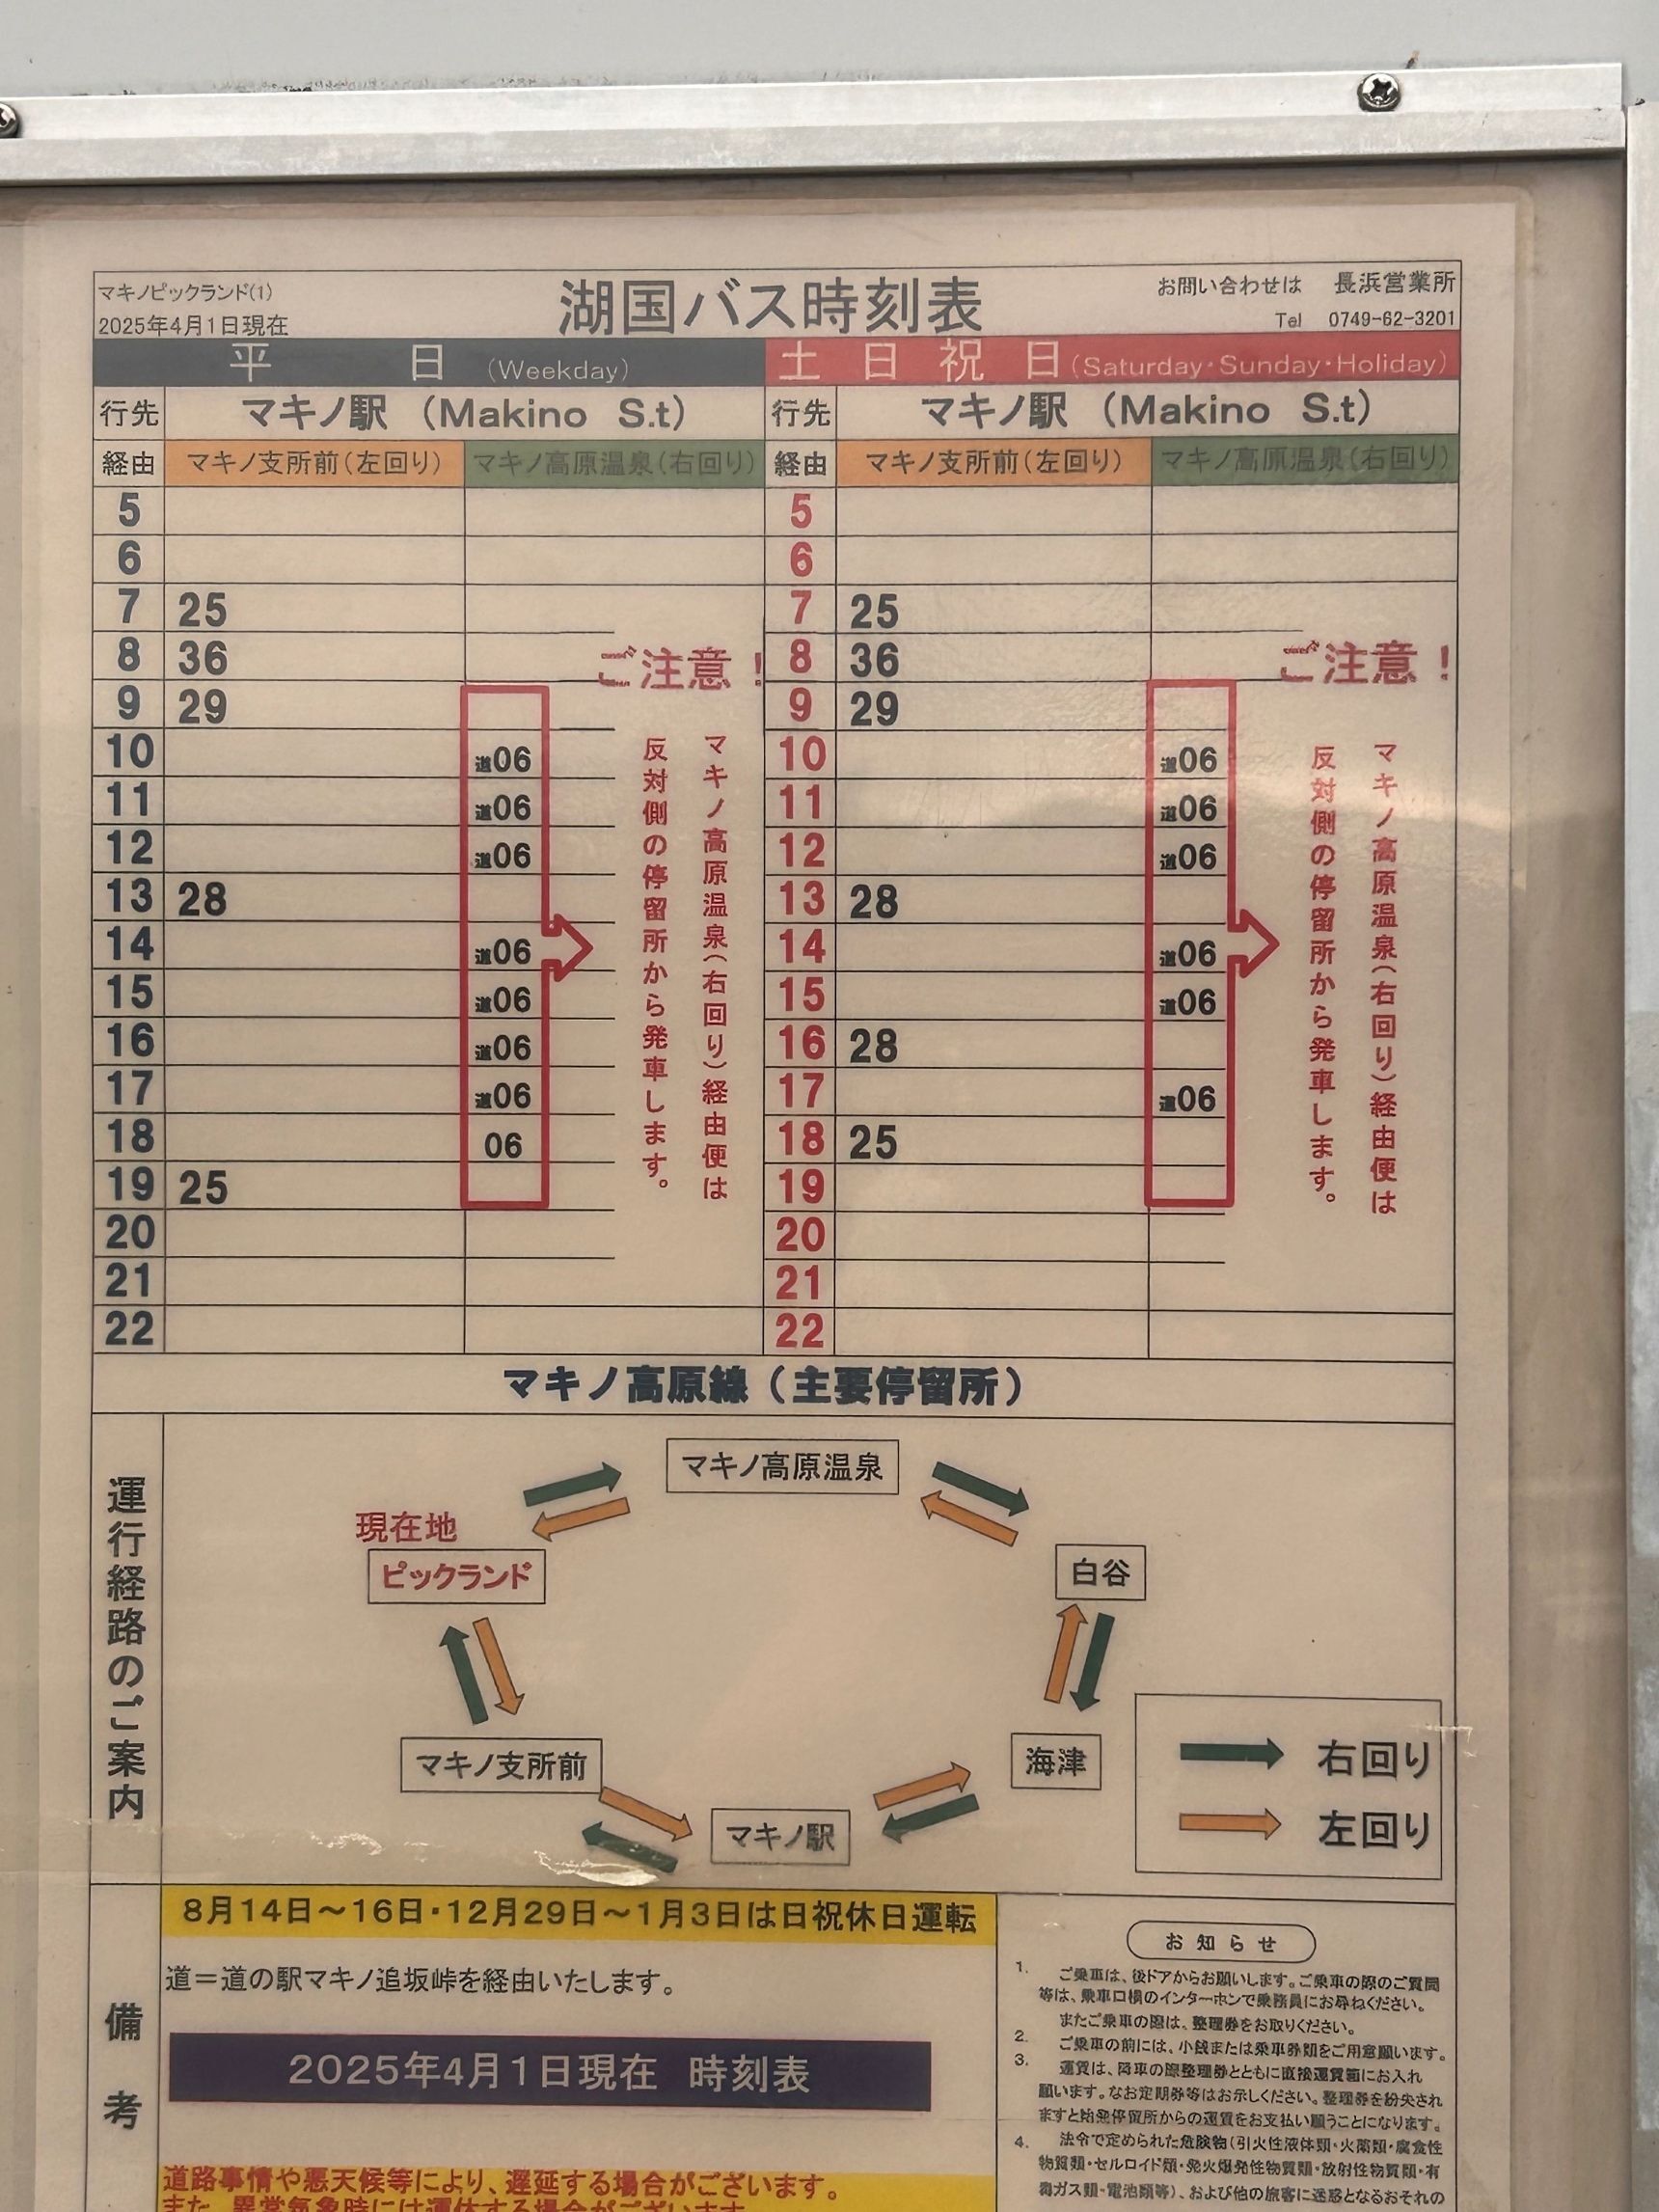 マキノピックランド(1)
2025年4月1日現在
湖国バス時刻表
お問い合わせは 長浜営業所
Tel 0749-62-3201
平 日 (Weekday) 土 日 祝 日(Saturday・Sunday・Holiday)
行先 マキノ駅 (Makino S.t) 行先 マキノ駅 (Makino S.t)
経由 マキノ支所前(左回り) マキノ高原温泉(右回り) 経由 マキノ支所前(左回り) マキノ高原温泉(右回り)
5 5
6 6
7 25 7 25
8 36 8 36
ご注意! ご注意!
9 29 9 29
10 道06 10 道06
11 道06 11 道06
12 道06 12 道06
13 28 13 28
14 道06 14 道06
15 道06 15 道06
16 道06 16 28
17 道06 17 道06
18 06 18 25
19 25 19
20 20
21 21
22 22
マキノ高原温泉(右回り)経由便は
反対側の停留所から発車します。
マキノ高原温泉(右回り)経由便は
反対側の停留所から発車します。
マキノ高原線(主要停留所)
運行経路のご案内
マキノ高原温泉
現在地
ピックランド
白谷
マキノ支所前
海津
マキノ駅
右回り
左回り
備考
8月14日~16日・12月29日~1月3日は日祝休日運転
道=道の駅マキノ追坂峠を経由いたします。
2025年4月1日現在 時刻表
道路事情や悪天候等により、遅延する場合がございます。
また、異常気象時には運休する場合がございます
お知らせ
1. ご乗車は、後ドアからお願いします。ご乗車の際のご質問
等は、乗車口横のインターホンで乗務員にお尋ねください。
またご乗車の際は、整理券をお取りください。
2. ご乗車の前には、小銭または乗車券類をご用意願います。
3. 運賃は、降車の際整理券とともに直接運賃箱にお入れ
願います。なお定期券等はお示しください。整理券を紛失され
ますと始発停留所からの運賃をお支払い願うことになります。
4. 法令で定められた危険物(引火性液体類・火薬類・腐食性
物質類・セルロイド類・発火爆発性物質類・放射性物質類・有
毒ガス類・電池類等)、および他の旅客に迷惑となるおそれの